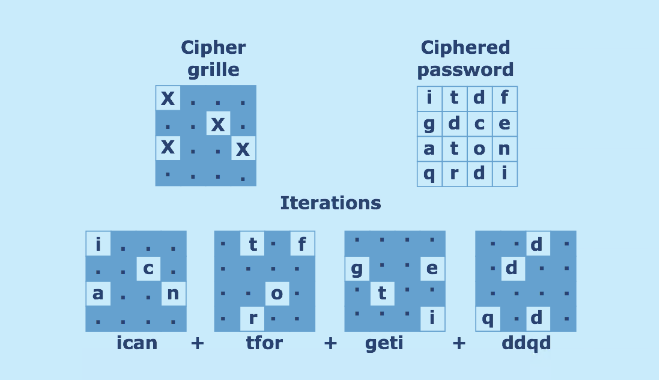 Cipher grille
Ciphered password
X . . .
. . X .
X . . X
. . . .
i t d f
g d c e
a t o n
q r d i
Iterations
i . . .
. . c .
a . . n
. . . .
. t . f
. . . .
. . o .
. r . .
. . . .
g . . e
. t . .
. . . i
. . d .
. d . .
. . . .
q . d .
ican + tfor + geti + ddqd